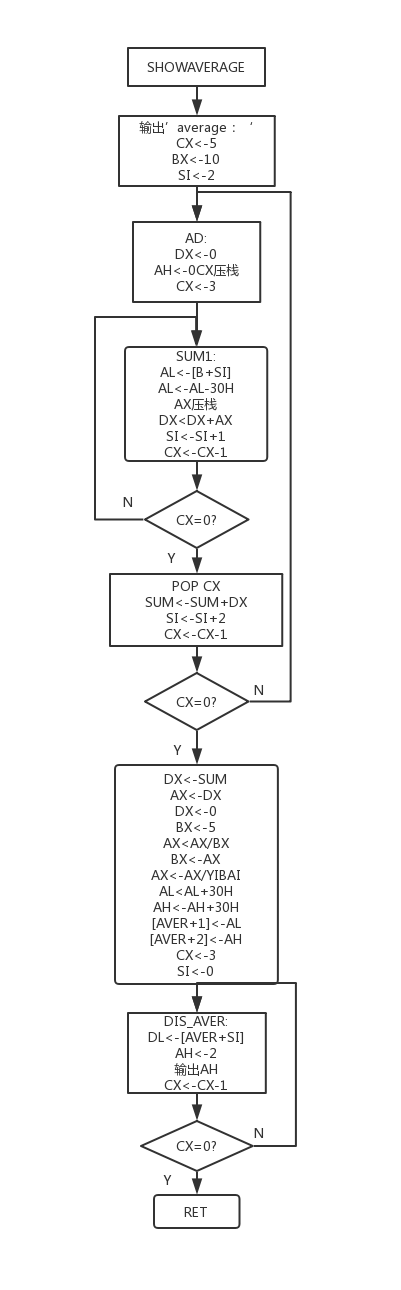 SHOWAVERAGE
输出’average ： ‘
CX<-5
BX<-10
SI<-2
AD:
DX<-0
AH<-0CX压栈
CX<-3
SUM1:
AL<-[B+SI]
AL<-AL-30H
AX压栈
DX<DX+AX
SI<-SI+1
CX<-CX-1
N
CX=0?
Y
POP CX
SUM<-SUM+DX
SI<-SI+2
CX<-CX-1
N
CX=0?
Y
DX<-SUM
AX<-DX
DX<-0
BX<-5
AX<AX/BX
BX<-AX
AX<-AX/YIBAI
AL<AL+30H
AH<-AH+30H
[AVER+1]<-AL
[AVER+2]<-AH
CX<-3
SI<-0
DIS_AVER:
DL<-[AVER+SI]
AH<-2
输出AH
CX<-CX-1
N
CX=0?
Y
RET